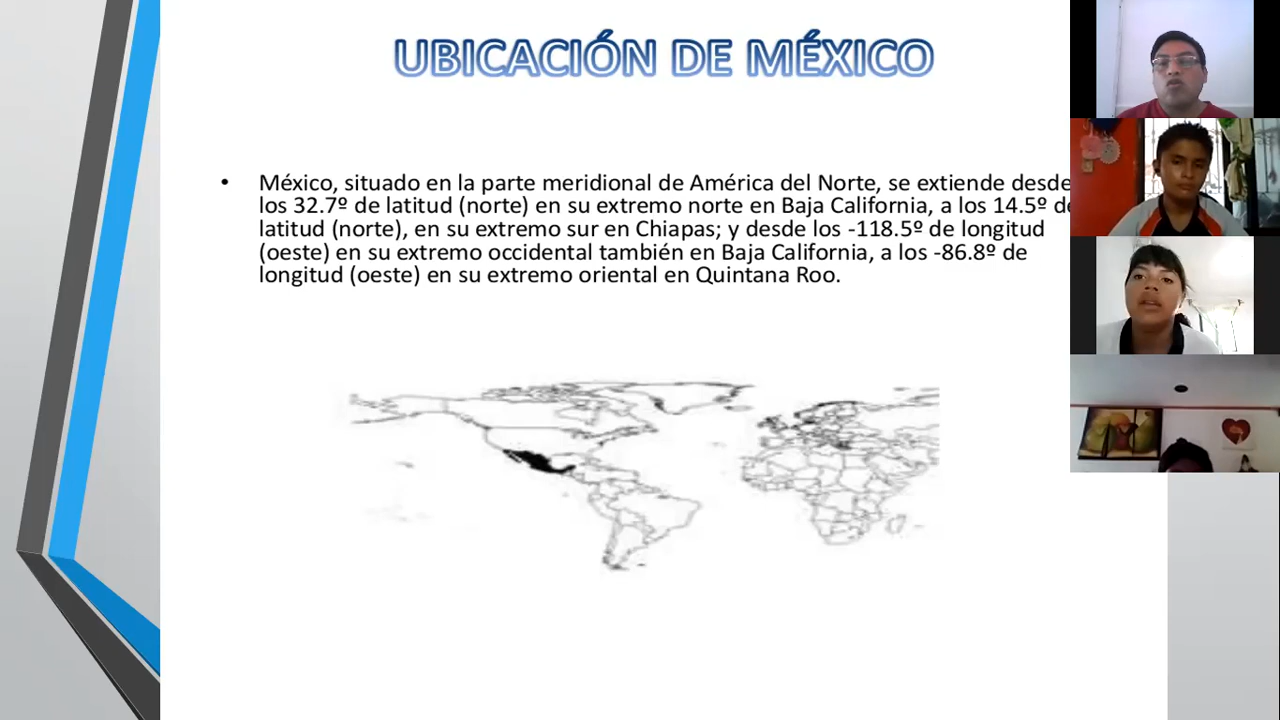 UBICACIÓN DE MÉXICO
• México, situado en la parte meridional de América del Norte, se extiende desde
los 32.7º de latitud (norte) en su extremo norte en Baja California, a los 14.5º de
latitud (norte), en su extremo sur en Chiapas; y desde los -118.5º de longitud
(oeste) en su extremo occidental también en Baja California, a los -86.8º de
longitud (oeste) en su extremo oriental en Quintana Roo.